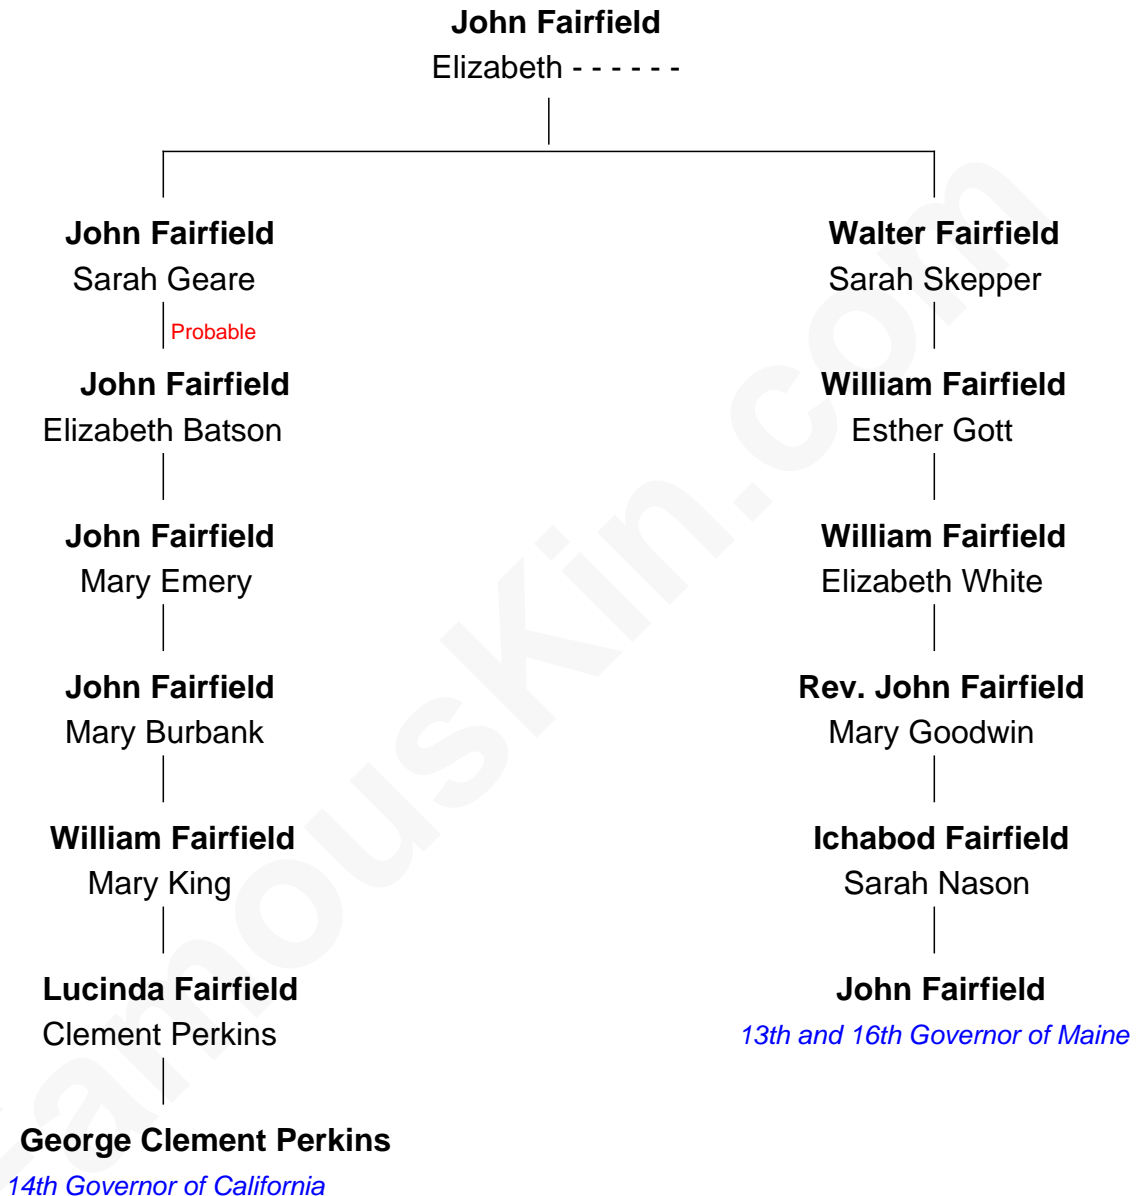 John Fairfield
Elizabeth - - - - - -
John Fairfield
Sarah Geare
Walter Fairfield
Sarah Skepper
Probable
John Fairfield
Elizabeth Batson
William Fairfield
Esther Gott
John Fairfield
Mary Emery
William Fairfield
Elizabeth White
John Fairfield
Mary Burbank
Rev. John Fairfield
Mary Goodwin
William Fairfield
Mary King
Ichabod Fairfield
Sarah Nason
Lucinda Fairfield
Clement Perkins
John Fairfield
13th and 16th Governor of Maine
George Clement Perkins
14th Governor of California
FamousKin.com